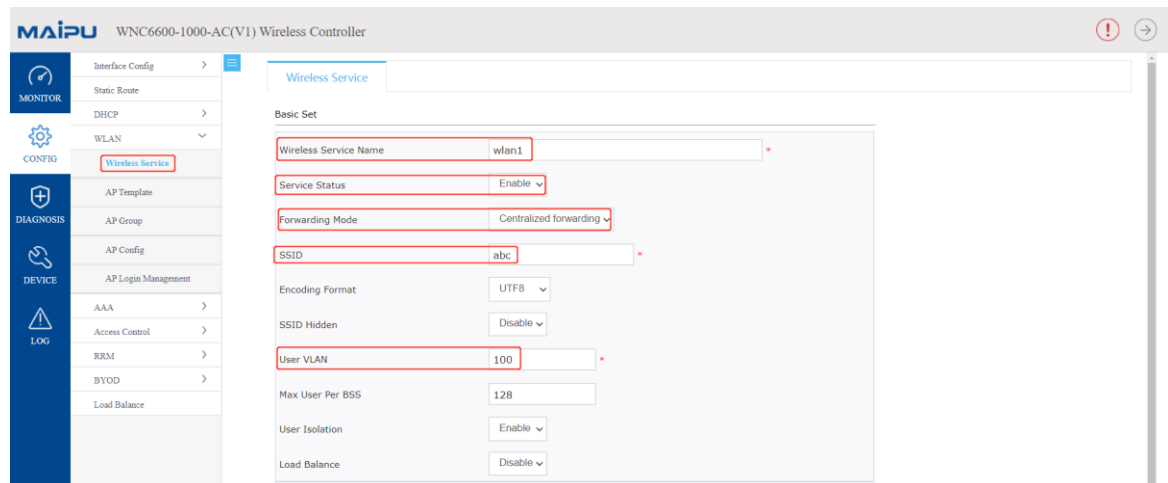 MAIPU WNC6600-1000-AC(V1) Wireless Controller
MONITOR
CONFIG
DIAGNOSIS
DEVICE
LOG
Interface Config
Static Route
DHCP
WLAN
Wireless Service
AP Template
AP Group
AP Config
AP Login Management
AAA
Access Control
RRM
BYOD
Load Balance
Wireless Service
Basic Set
Wireless Service Name wlan1 *
Service Status Enable
Forwarding Mode Centralized forwarding
SSID abc *
Encoding Format UTF8
SSID Hidden Disable
User VLAN 100 *
Max User Per BSS 128
User Isolation Enable
Load Balance Disable